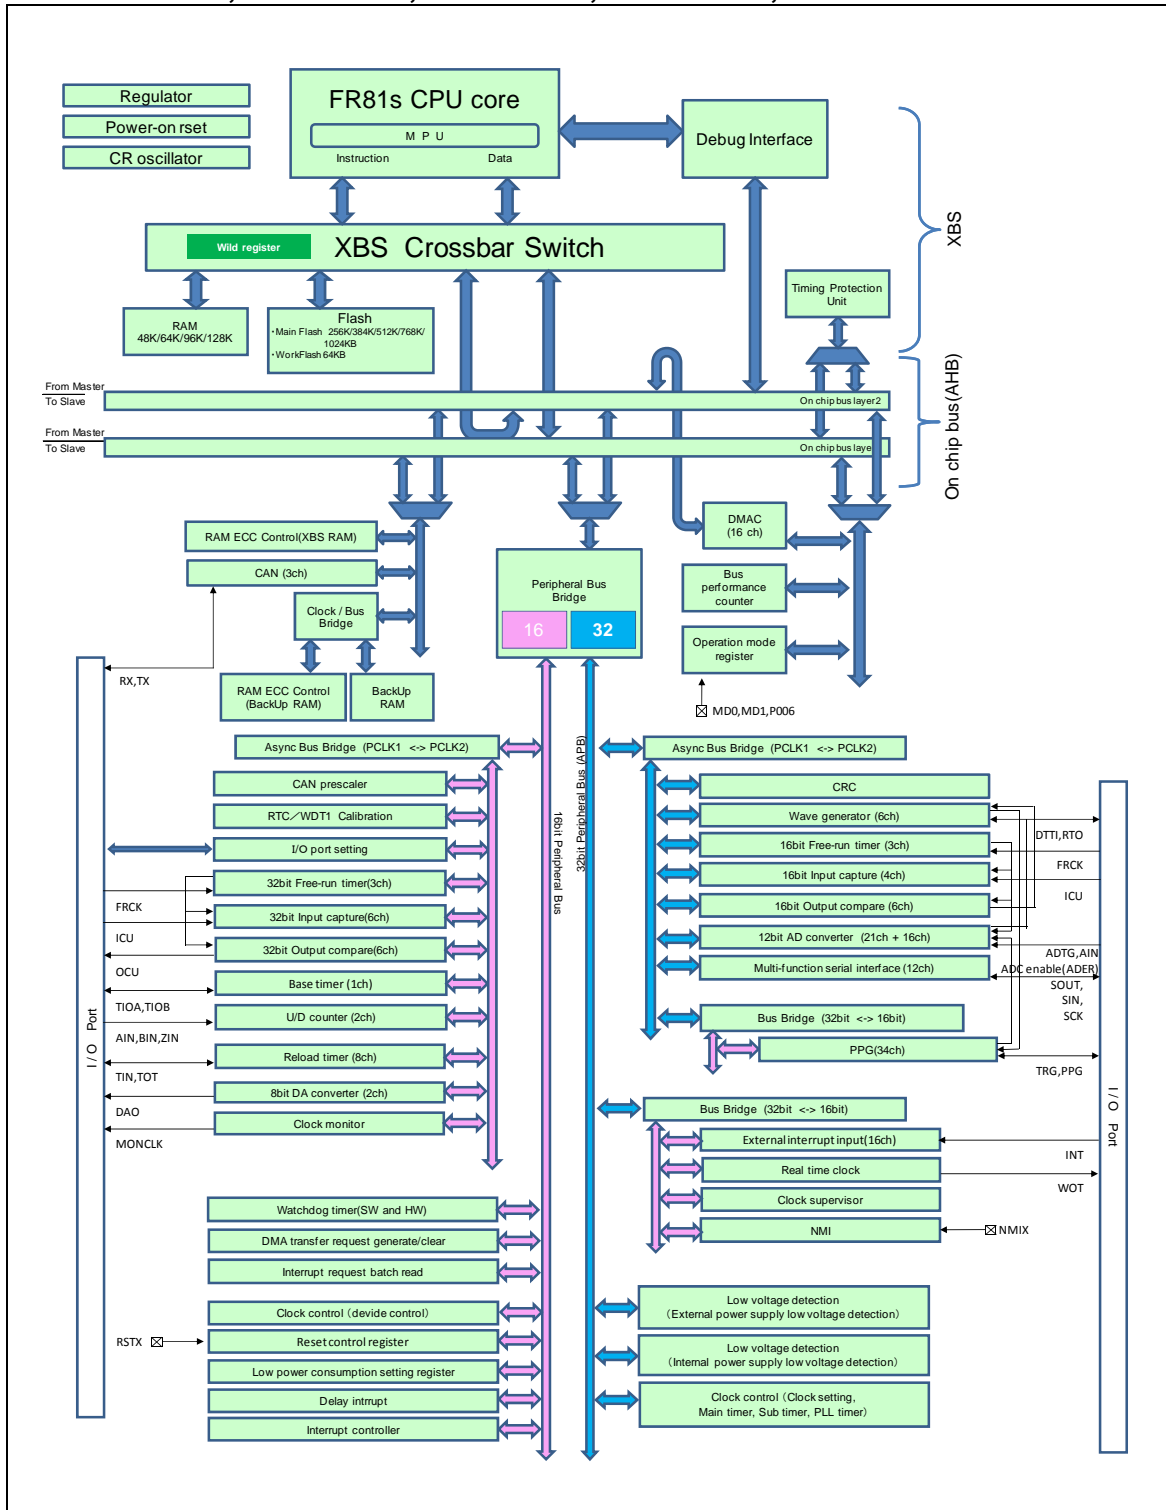 Regulator
Power-on rset
CR oscillator
FR81s CPU core
M P U
Instruction
Data
Debug Interface
XBS
Wild register
XBS Crossbar Switch
Timing Protection
Unit
RAM
48K/64K/96K/128K
Flash
・Main Flash 256K/384K/512K/768K/
1024KB
・WorkFlash 64KB
On chip bus(AHB)
From Master
To Slave
On chip bus layer2
From Master
To Slave
On chip bus laye
RAM ECC Control(XBS RAM)
CAN (3ch)
Clock / Bus
Bridge
RAM ECC Control
(BackUp RAM)
BackUp
RAM
Peripheral Bus
Bridge
16
32
DMAC
(16 ch)
Bus
performance
counter
Operation mode
register
MD0,MD1,P006
RX,TX
Async Bus Bridge (PCLK1 <-> PCLK2)
CAN prescaler
RTC／WDT1 Calibration
I/O port setting
32bit Free-run timer(3ch)
FRCK
32bit Input capture(6ch)
ICU
32bit Output compare(6ch)
OCU
Base timer (1ch)
TIOA,TIOB
U/D counter (2ch)
AIN,BIN,ZIN
Reload timer (8ch)
TIN,TOT
8bit DA converter (2ch)
DAO
Clock monitor
MONCLK
I / O Port
16bit Peripheral Bus
32bit Peripheral Bus (APB)
Async Bus Bridge (PCLK1 <-> PCLK2)
CRC
Wave generator (6ch)
DTTI,RTO
16bit Free-run timer (3ch)
FRCK
16bit Input capture (4ch)
ICU
16bit Output compare (6ch)
12bit AD converter (21ch + 16ch)
ADTG,AIN
ADC enable(ADER)
Multi-function serial interface (12ch)
SOUT,
SIN,
SCK
Bus Bridge (32bit <-> 16bit)
PPG(34ch)
TRG,PPG
Bus Bridge (32bit <-> 16bit)
External interrupt input(16ch)
INT
Real time clock
WOT
Clock supervisor
NMI
NMIX
I / O Port
Watchdog timer(SW and HW)
DMA transfer request generate/clear
Interrupt request batch read
Clock control（devide control）
RSTX
Reset control register
Low power consumption setting register
Delay intrrupt
Interrupt controller
Low voltage detection
（External power supply low voltage detection）
Low voltage detection
（Internal power supply low voltage detection）
Clock control（Clock setting,
Main timer, Sub timer, PLL timer）